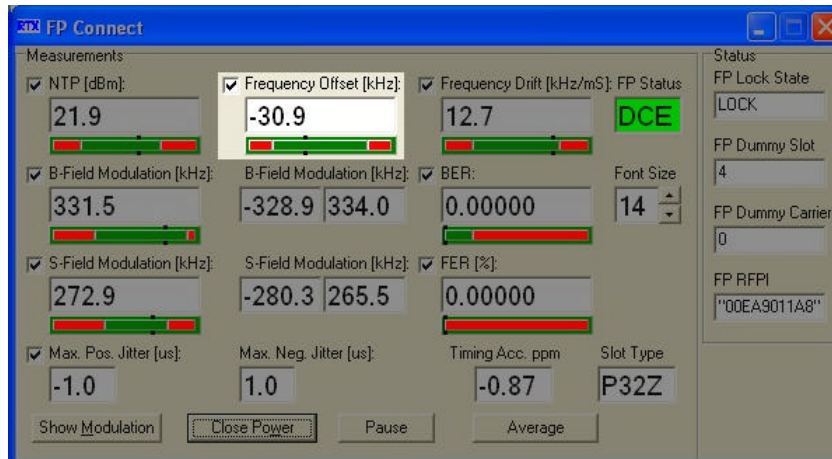 RTX FP Connect
Measurements
NTP [dBm]:
21.9
Frequency Offset [kHz]:
-30.9
Frequency Drift [kHz/mS]:
12.7
FP Status
DCE
B-Field Modulation [kHz]:
331.5
B-Field Modulation [kHz]:
-328.9 334.0
BER:
0.00000
Font Size
14
S-Field Modulation [kHz]:
272.9
S-Field Modulation [kHz]:
-280.3 265.5
FER [%]:
0.00000
Max. Pos. Jitter [us]:
-1.0
Max. Neg. Jitter [us]:
1.0
Timing Acc. ppm
-0.87
Slot Type
P32Z
Show Modulation
Close Power
Pause
Average
Status
FP Lock State
LOCK
FP Dummy Slot
4
FP Dummy Carrier
0
FP RFPI
"00EA9011A8"